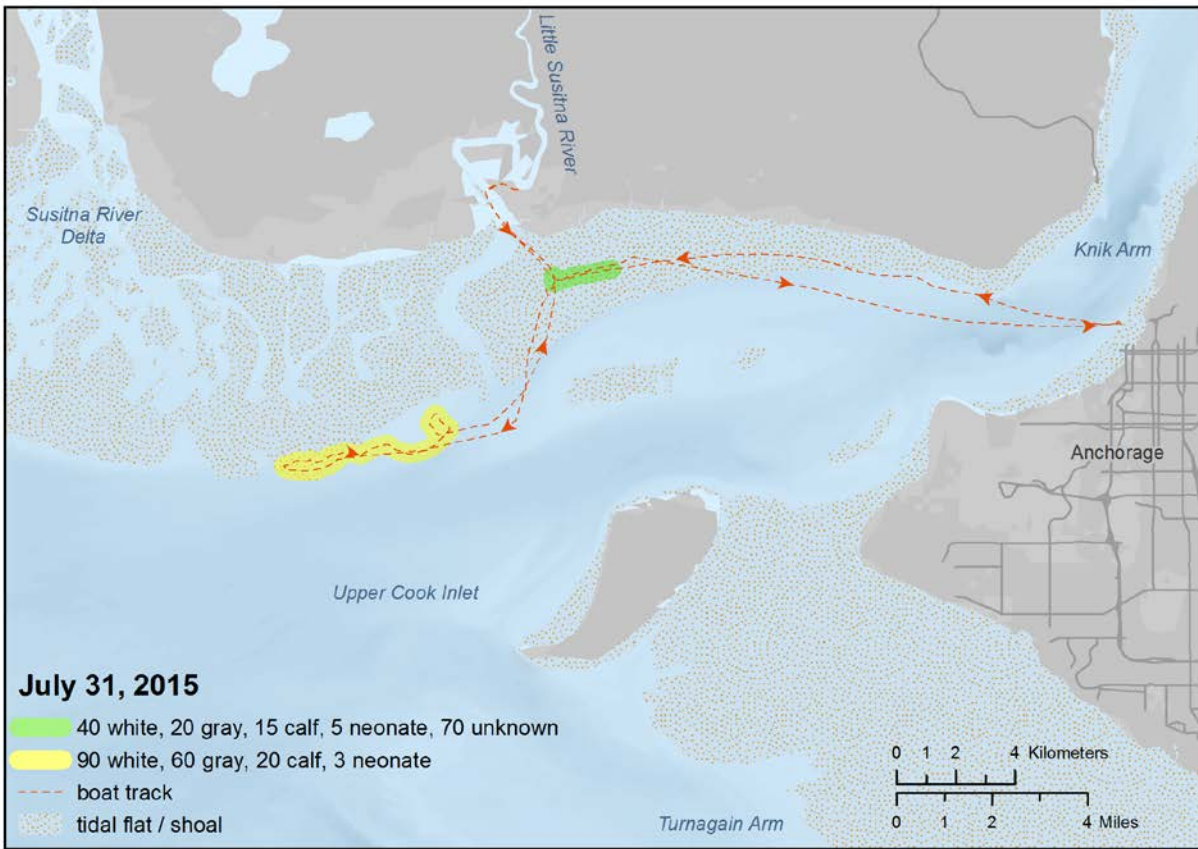 Little Susitna River
Susitna River
Delta
Knik Arm
Anchorage
Upper Cook Inlet
July 31, 2015
40 white, 20 gray, 15 calf, 5 neonate, 70 unknown
90 white, 60 gray, 20 calf, 3 neonate
boat track
tidal flat / shoal
0 1 2 4 Kilometers
0 1 2 4 Miles
Turnagain Arm